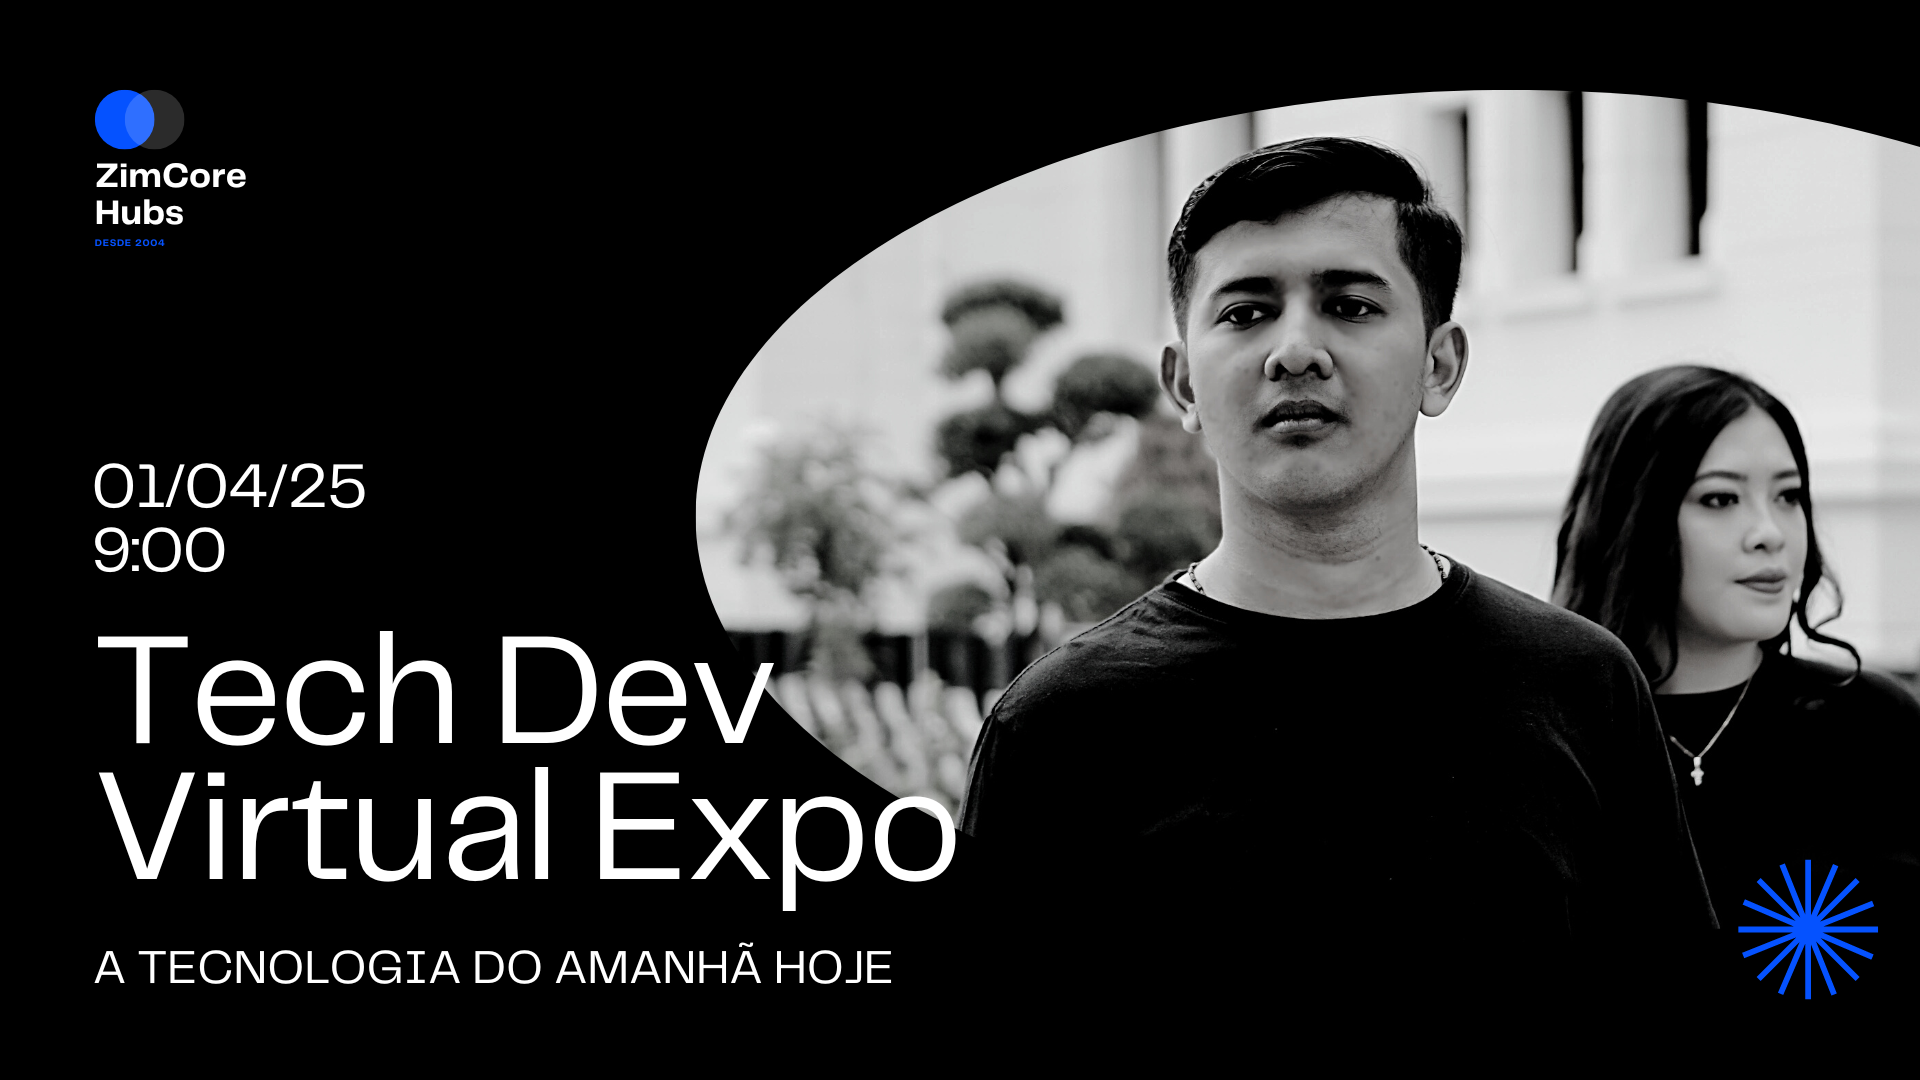 ZimCore
Hubs
DESDE 2004
01/04/25
9:00
Tech Dev
Virtual Expo
A TECNOLOGIA DO AMANHÃ HOJE